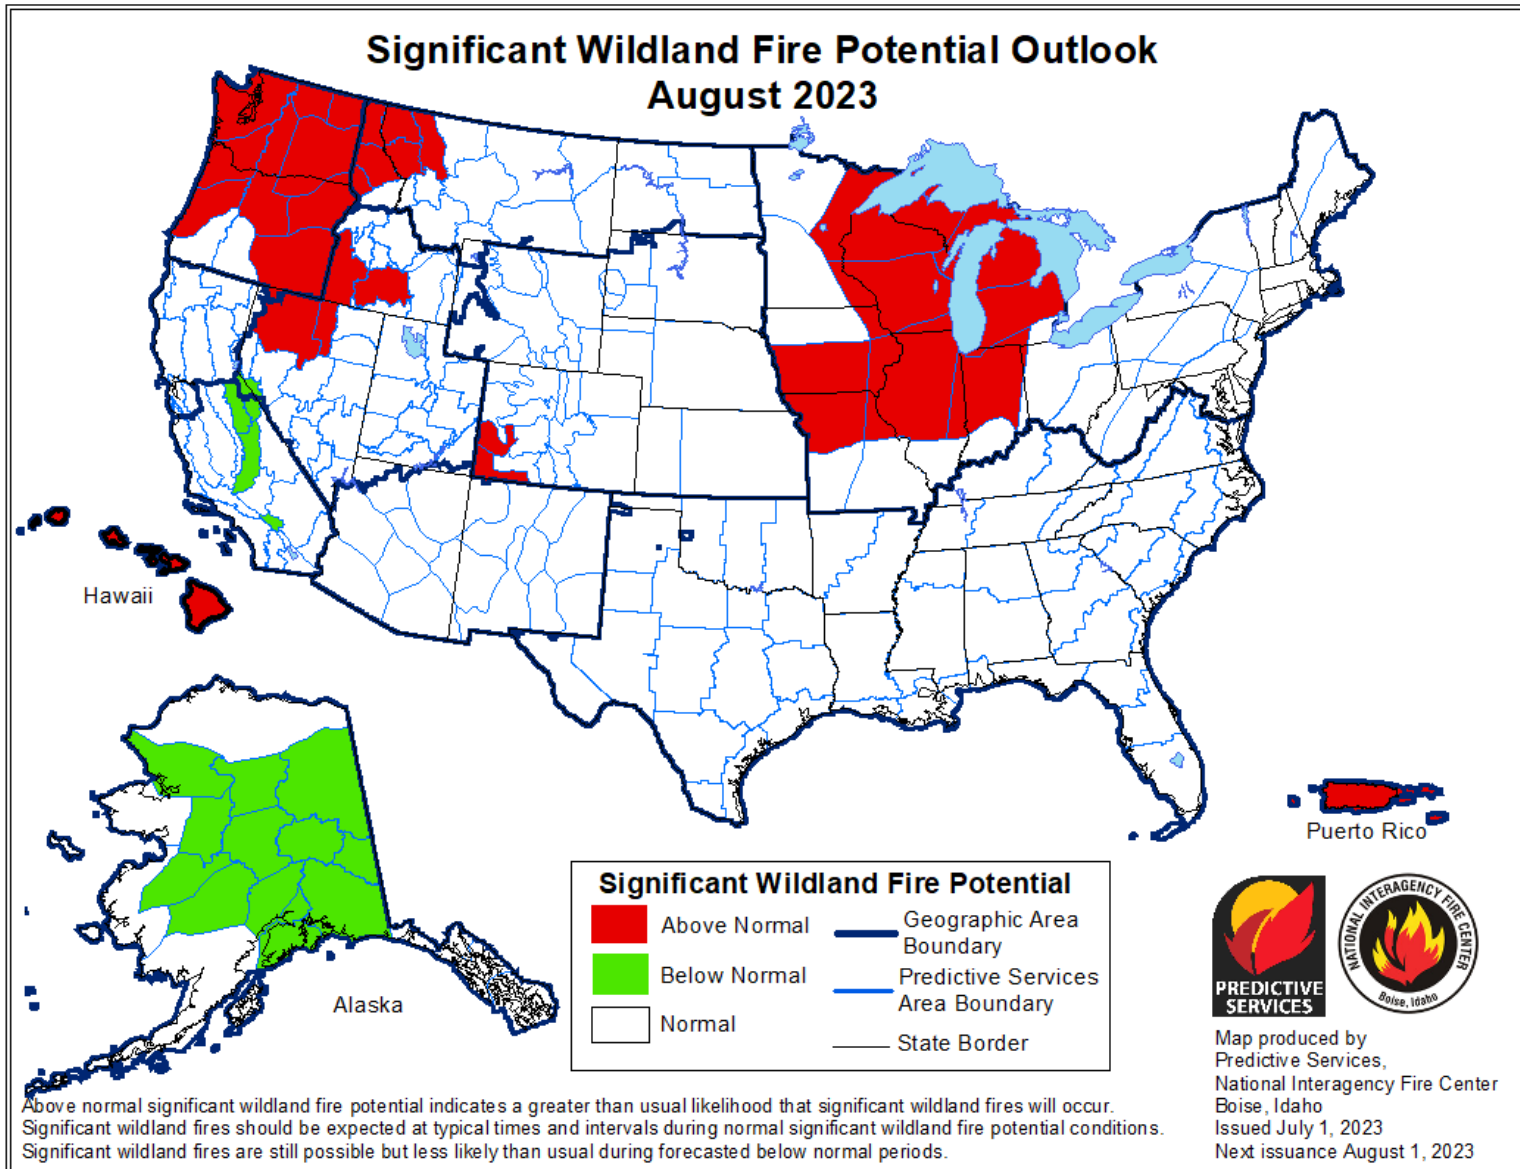 Significant Wildland Fire Potential Outlook
August 2023
Hawaii
Alaska
Puerto Rico
Significant Wildland Fire Potential
Above Normal
Below Normal
Normal
Geographic Area
Boundary
Predictive Services
Area Boundary
State Border
PREDICTIVE
SERVICES
NATIONAL INTERAGENCY FIRE CENTER
Boise, Idaho
Map produced by
Predictive Services,
National Interagency Fire Center
Boise, Idaho
Issued July 1, 2023
Next issuance August 1, 2023
Above normal significant wildland fire potential indicates a greater than usual likelihood that significant wildland fires will occur.
Significant wildland fires should be expected at typical times and intervals during normal significant wildland fire potential conditions.
Significant wildland fires are still possible but less likely than usual during forecasted below normal periods.